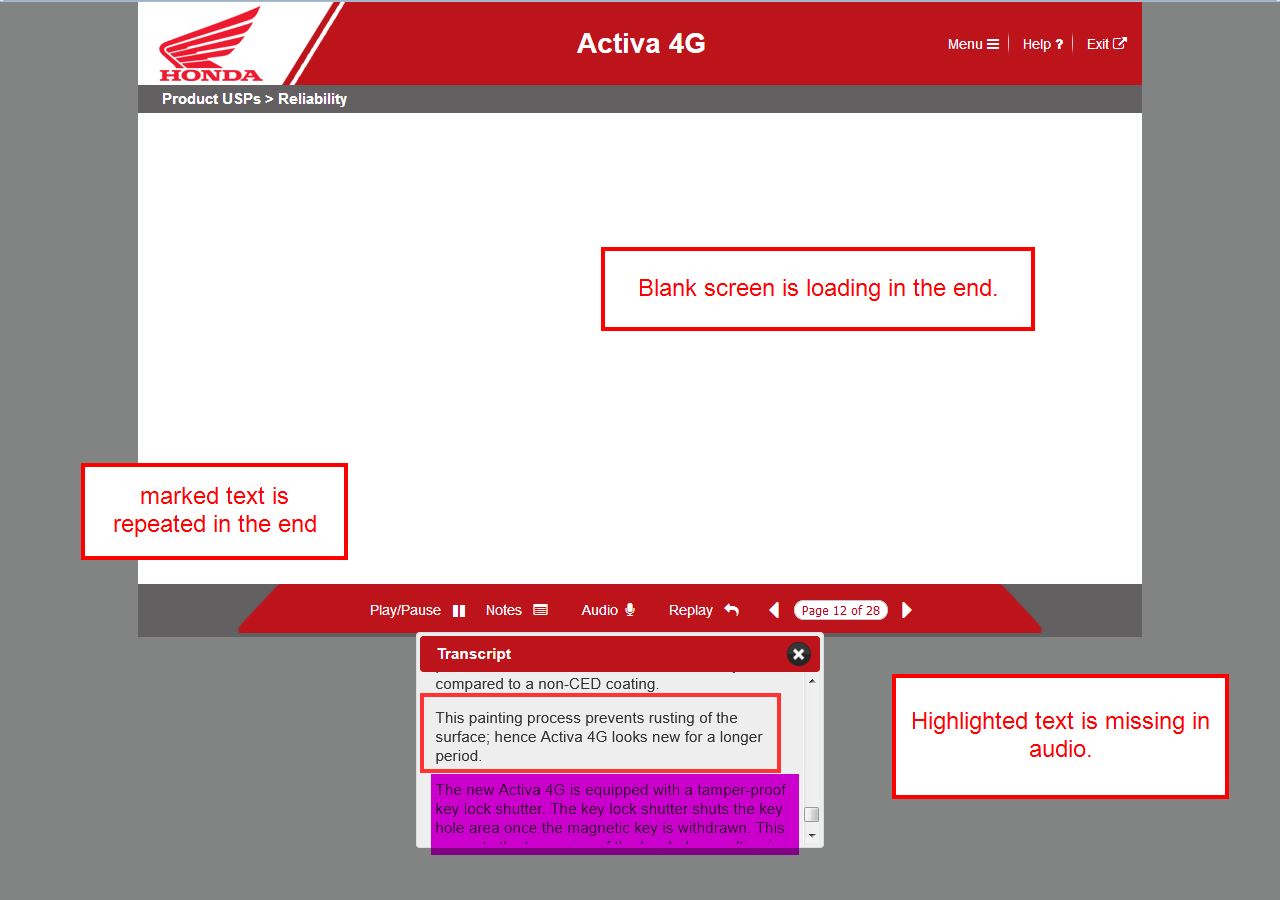 HONDA
Activa 4G
Menu
Help ?
Exit
Product USPs > Reliability
Blank screen is loading in the end.
marked text is
repeated in the end
Play/Pause
Notes
Audio
Replay
Page 12 of 28
Transcript
compared to a non-CED coating.
This painting process prevents rusting of the
surface; hence Activa 4G looks new for a longer
period.
The new Activa 4G is equipped with a tamper-proof
key lock shutter. The key lock shutter shuts the key
hole area once the magnetic key is withdrawn. This
Highlighted text is missing in
audio.